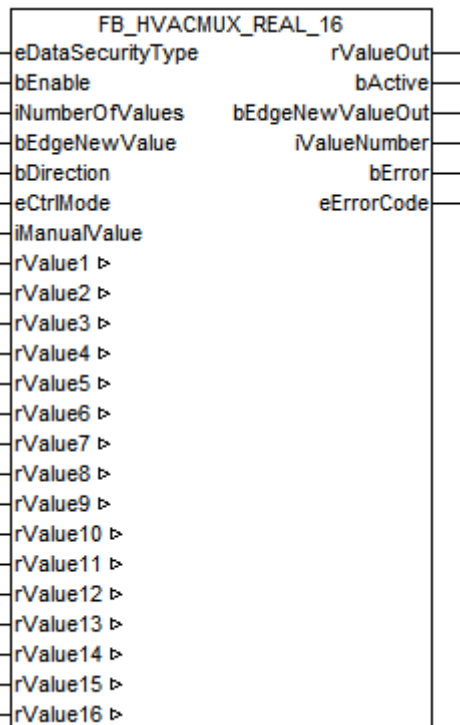 FB_HVACMUX_REAL_16
eDataSecurityType rValueOut
bEnable bActive
iNumberOfValues bEdgeNewValueOut
bEdgeNewValue iValueNumber
bDirection bError
eCtrlMode eErrorCode
iManualValue
rValue1 ▷
rValue2 ▷
rValue3 ▷
rValue4 ▷
rValue5 ▷
rValue6 ▷
rValue7 ▷
rValue8 ▷
rValue9 ▷
rValue10 ▷
rValue11 ▷
rValue12 ▷
rValue13 ▷
rValue14 ▷
rValue15 ▷
rValue16 ▷